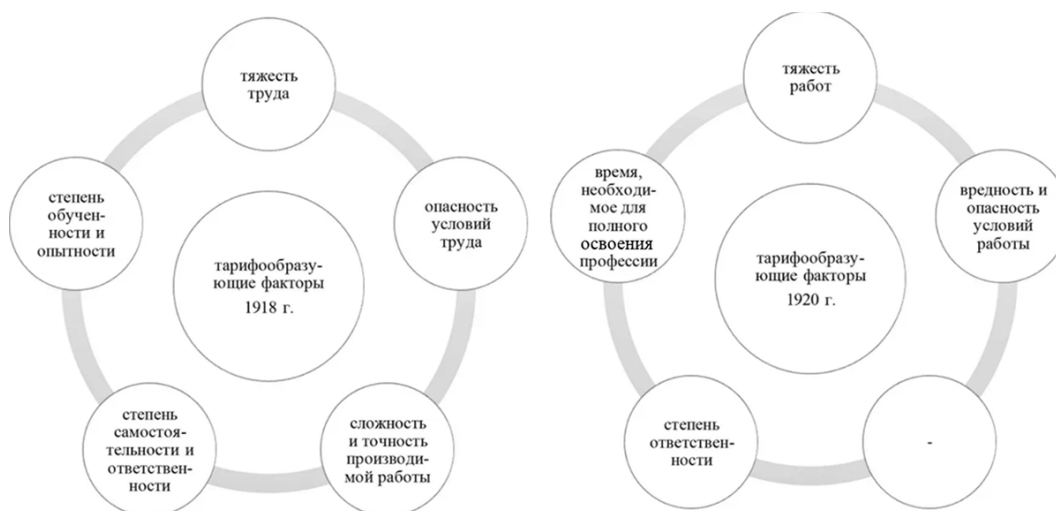 тяжесть
труда
опасность
условий
труда
сложность
и точность
производи-
мой работы
степень
самостоя-
тельности и
ответствен-
ности
степень
обучен-
ности и
опытности
тарифообразу-
ющие факторы
1918 г.
тяжесть
работ
вредность и
опасность
условий
работы
-
степень
ответствен-
ности
время,
необходи-
мое для
полного
освоения
профессии
тарифообразу-
ющие факторы
1920 г.